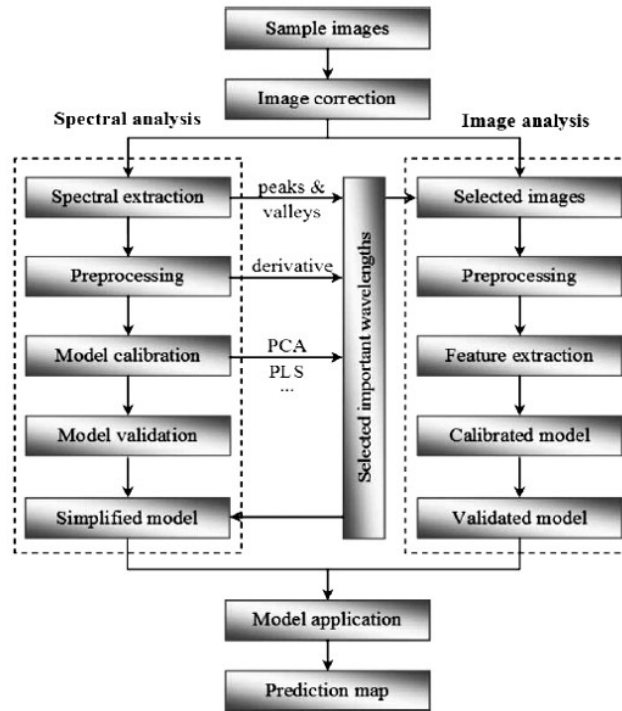 Sample images
Image correction
Spectral analysis
Image analysis
Spectral extraction
Preprocessing
Model calibration
Model validation
Simplified model
peaks &
valleys
derivative
PCA
PLS
...
Selected important wavelengths
Selected images
Preprocessing
Feature extraction
Calibrated model
Validated model
Model application
Prediction map